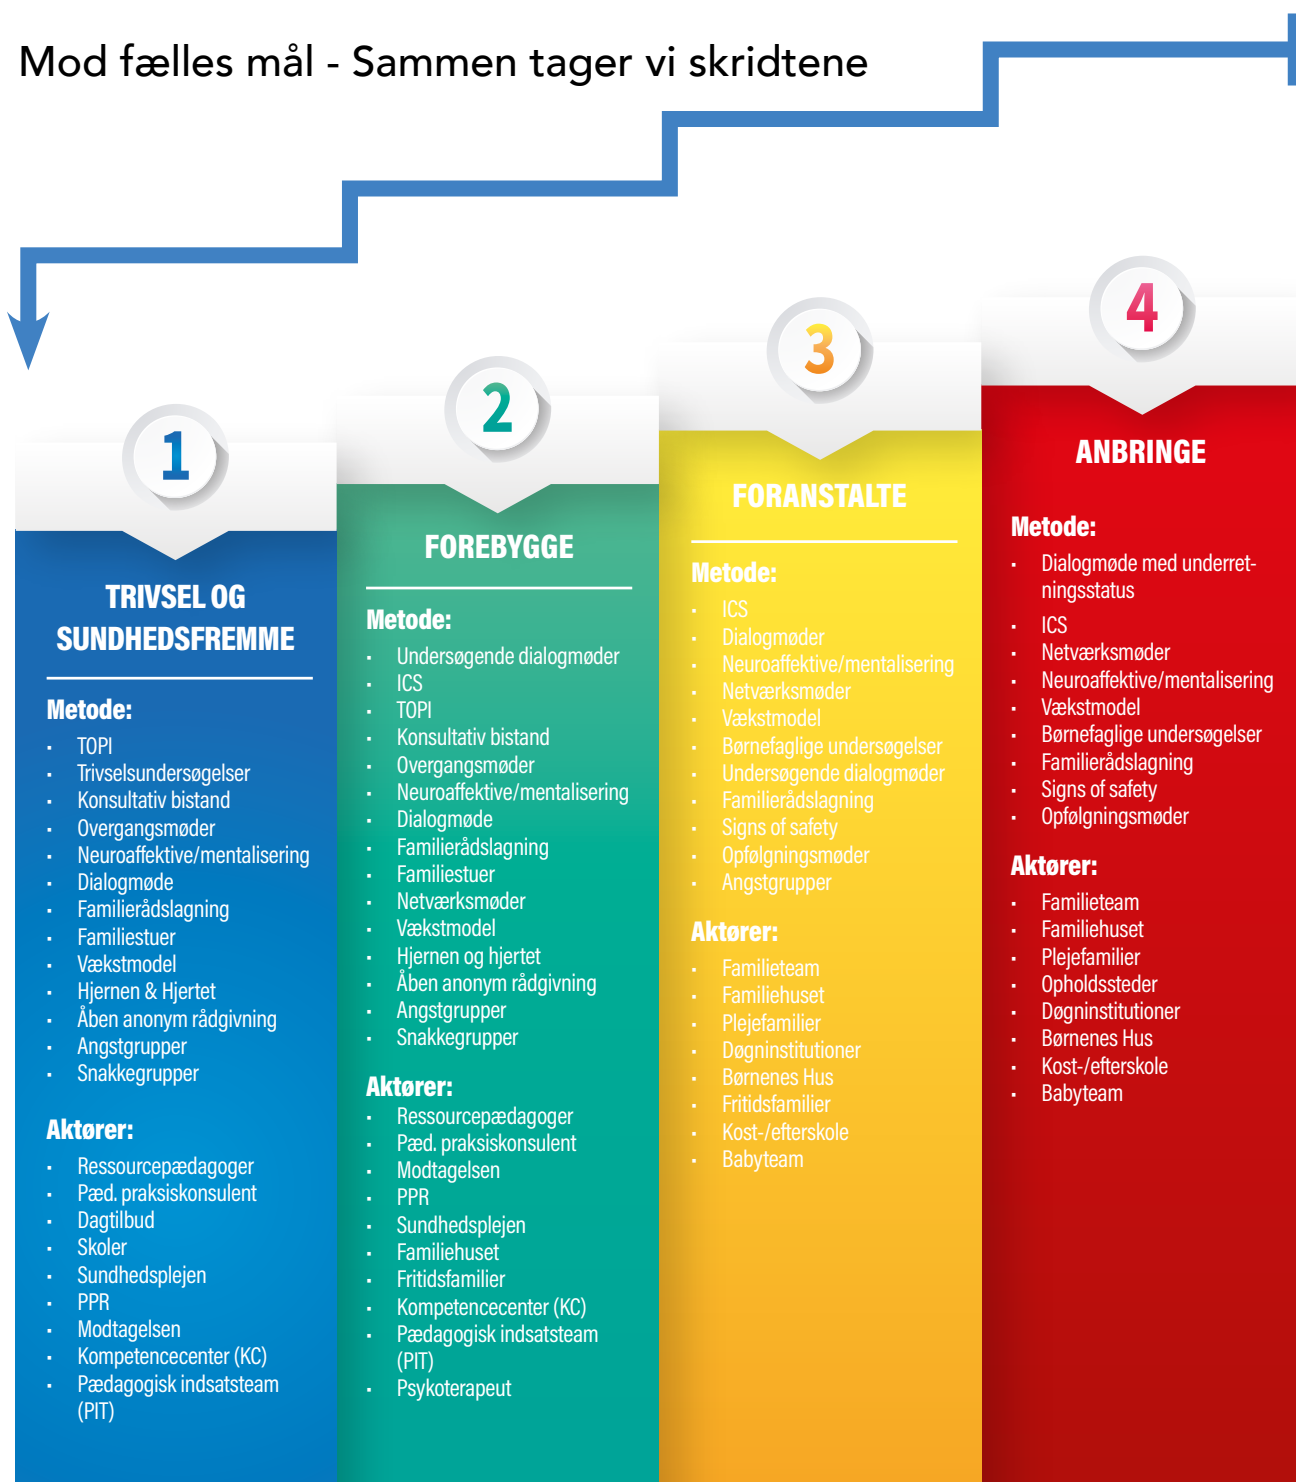 Mod fælles mål - Sammen tager vi skridtene
1
TRIVSEL OG
SUNDHEDSFREMME
Metode:
· TOPI
· Trivselsundersøgelser
· Konsultativ bistand
· Overgangsmøder
· Neuroaffektive/mentalisering
· Dialogmøde
· Familierådslagning
· Familiestuer
· Vækstmodel
· Hjernen & Hjertet
· Åben anonym rådgivning
· Angstgrupper
· Snakkegrupper
Aktører:
· Ressourcepædagoger
· Pæd. praksiskonsulent
· Dagtilbud
· Skoler
· Sundhedsplejen
· PPR
· Modtagelsen
· Kompetencecenter (KC)
· Pædagogisk indsatsteam
(PIT)
2
FOREBYGGE
Metode:
· Undersøgende dialogmøder
· ICS
· TOPI
· Konsultativ bistand
· Overgangsmøder
· Neuroaffektive/mentalisering
· Dialogmøde
· Familierådslagning
· Familiestuer
· Netværksmøder
· Vækstmodel
· Hjernen og hjertet
· Åben anonym rådgivning
· Angstgrupper
· Snakkegrupper
Aktører:
· Ressourcepædagoger
· Pæd. praksiskonsulent
· Modtagelsen
· PPR
· Sundhedsplejen
· Familiehuset
· Fritidsfamilier
· Kompetencecenter (KC)
· Pædagogisk indsatsteam
(PIT)
· Psykoterapeut
3
FORANSTALTE
Metode:
· ICS
· Dialogmøder
· Neuroaffektive/mentalisering
· Netværksmøder
· Vækstmodel
· Børnefaglige undersøgelser
· Undersøgende dialogmøder
· Familierådslagning
· Signs of safety
· Opfølgningsmøder
· Angstgrupper
Aktører:
· Familieteam
· Familiehuset
· Plejefamilier
· Døgninstitutioner
· Børnenes Hus
· Fritidsfamilier
· Kost-/efterskole
· Babyteam
4
ANBRINGE
Metode:
· Dialogmøde med underret-
ningsstatus
· ICS
· Netværksmøder
· Neuroaffektive/mentalisering
· Vækstmodel
· Børnefaglige undersøgelser
· Familierådslagning
· Signs of safety
· Opfølgningsmøder
Aktører:
· Familieteam
· Familiehuset
· Plejefamilier
· Opholdssteder
· Døgninstitutioner
· Børnenes Hus
· Kost-/efterskole
· Babyteam